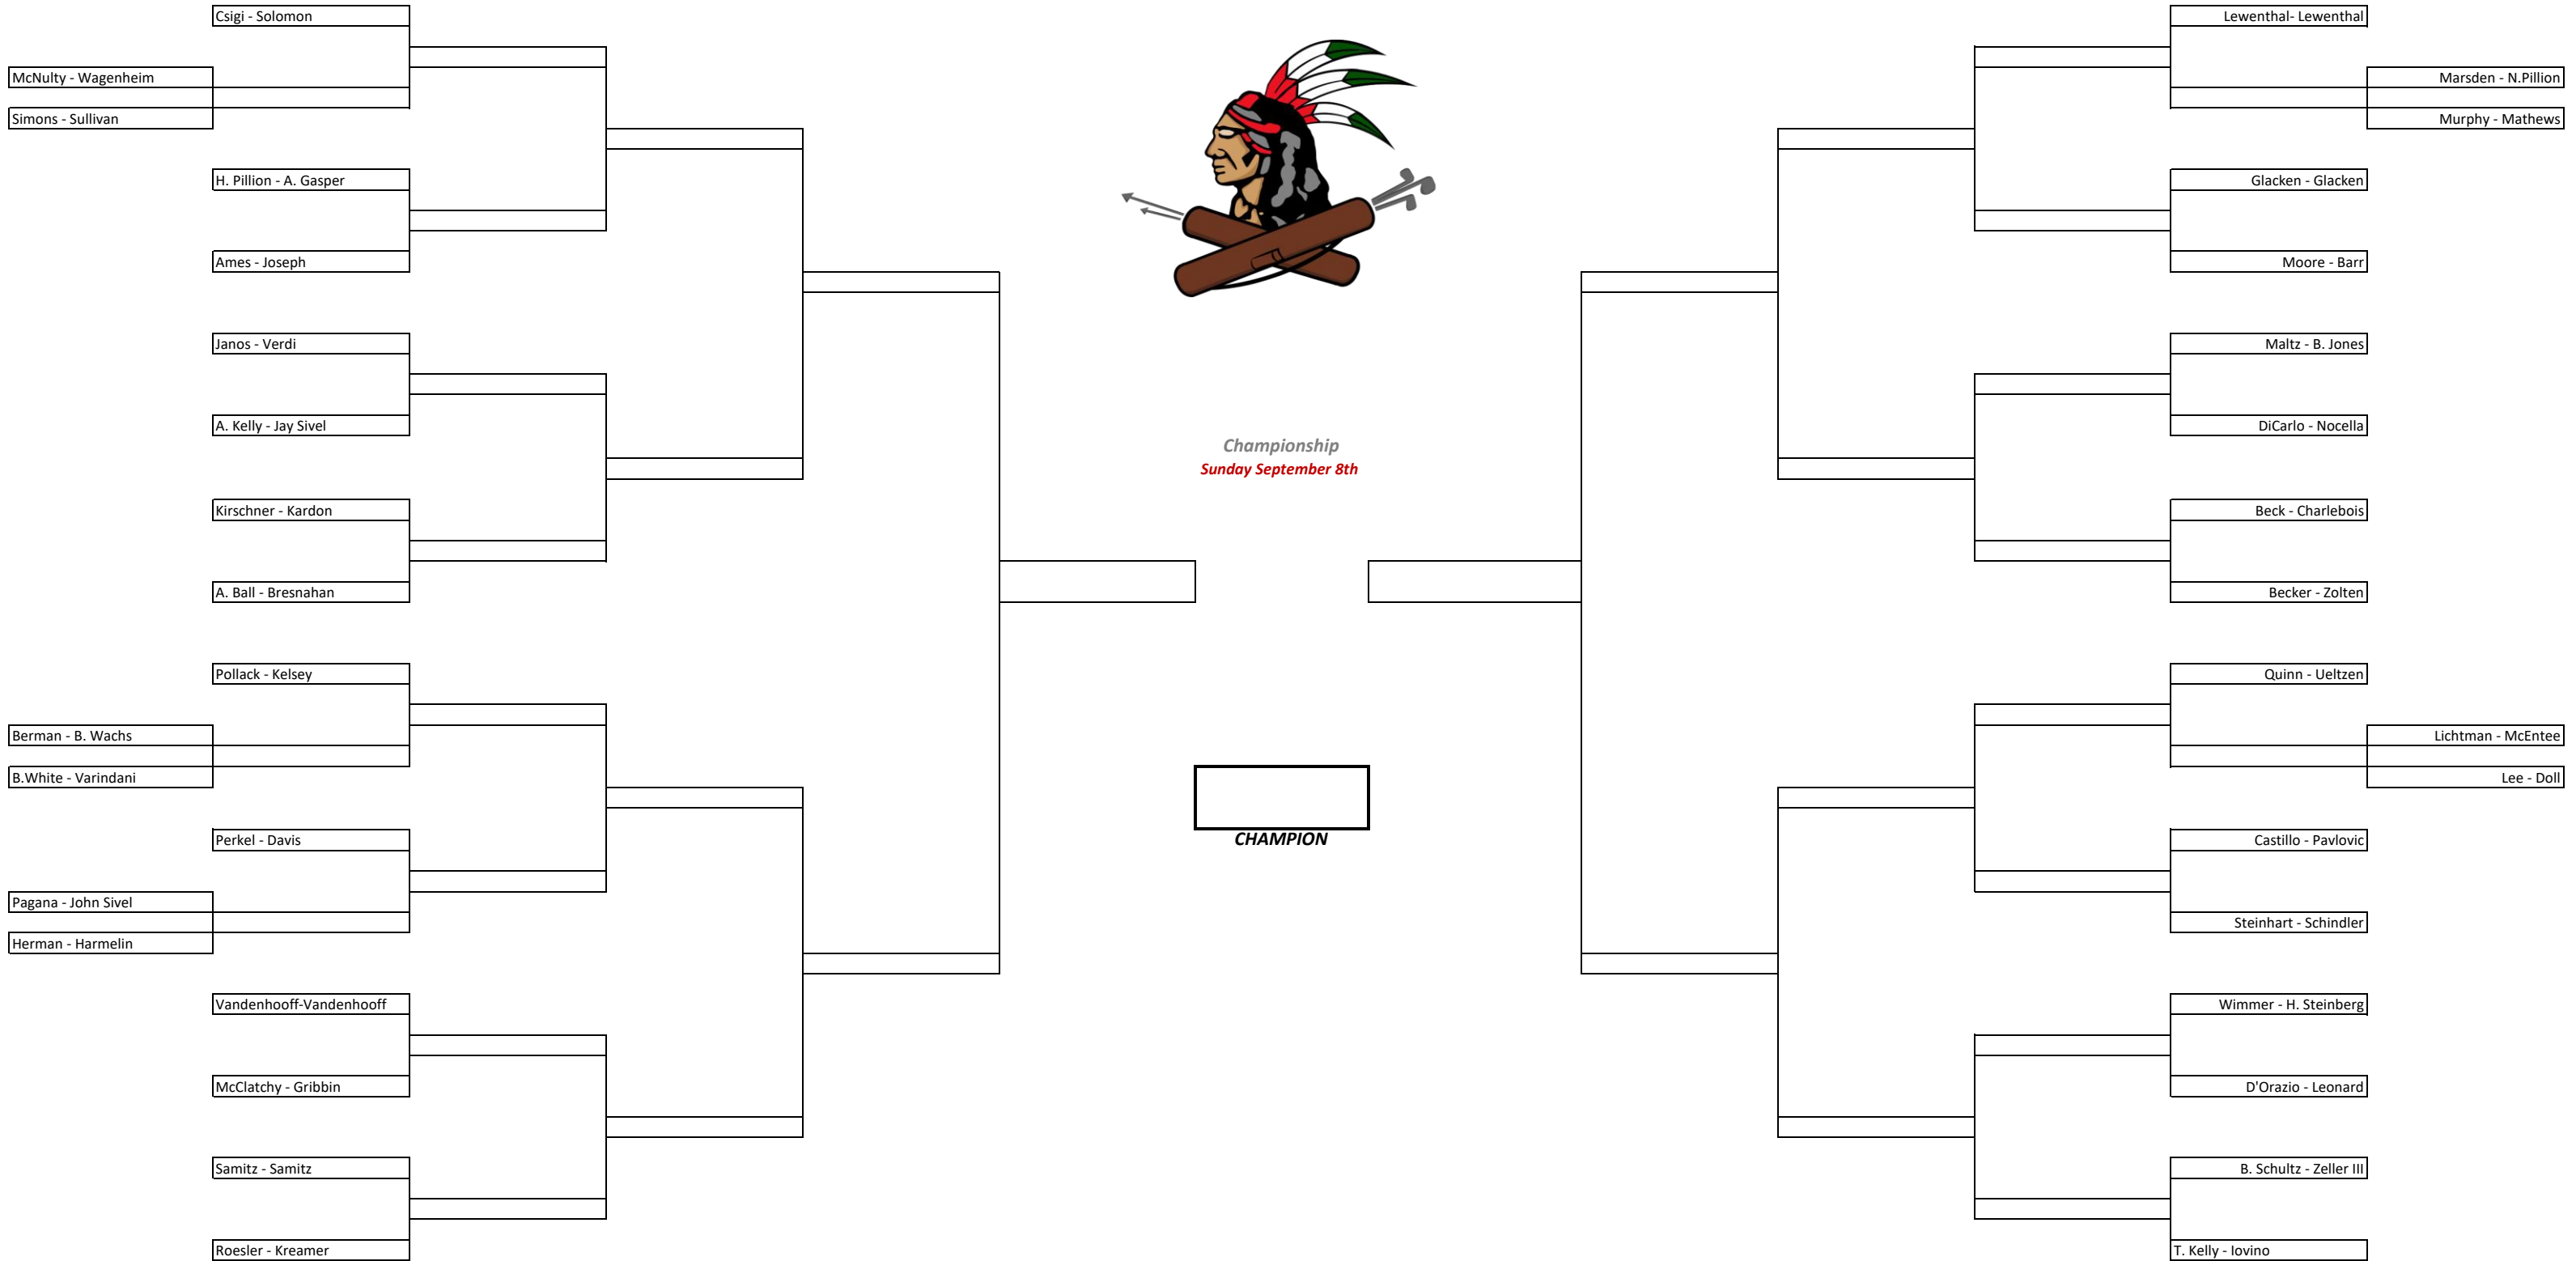 Csigi - Solomon
McNulty - Wagenheim
Simons - Sullivan
H. Pillion - A. Gasper
Ames - Joseph
Janos - Verdi
A. Kelly - Jay Sivel
Kirschner - Kardon
A. Ball - Bresnahan
Pollack - Kelsey
Berman - B. Wachs
B.White - Varindani
Perkel - Davis
Pagana - John Sivel
Herman - Harmelin
Vandenhooff-Vandenhooff
McClatchy - Gribbin
Samitz - Samitz
Roesler - Kreamer
Championship
Sunday September 8th
CHAMPION
Lewenthal- Lewenthal
Marsden - N.Pillion
Murphy - Mathews
Glacken - Glacken
Moore - Barr
Maltz - B. Jones
DiCarlo - Nocella
Beck - Charlebois
Becker - Zolten
Quinn - Ueltzen
Lichtman - McEntee
Lee - Doll
Castillo - Pavlovic
Steinhart - Schindler
Wimmer - H. Steinberg
D'Orazio - Leonard
B. Schultz - Zeller III
T. Kelly - Iovino